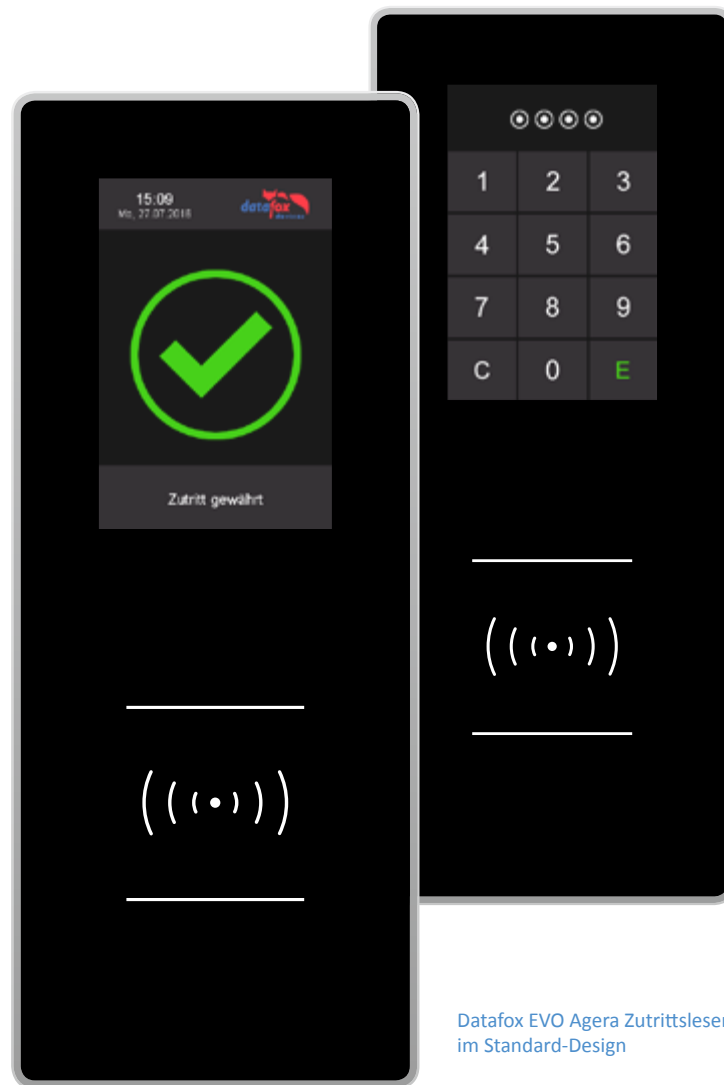 15:09
Mo, 27.07.2016
datafox
Zutritt gewährt
1 2 3
4 5 6
7 8 9
C 0 E
Datafox EVO Agera Zutrittsleser
im Standard-Design